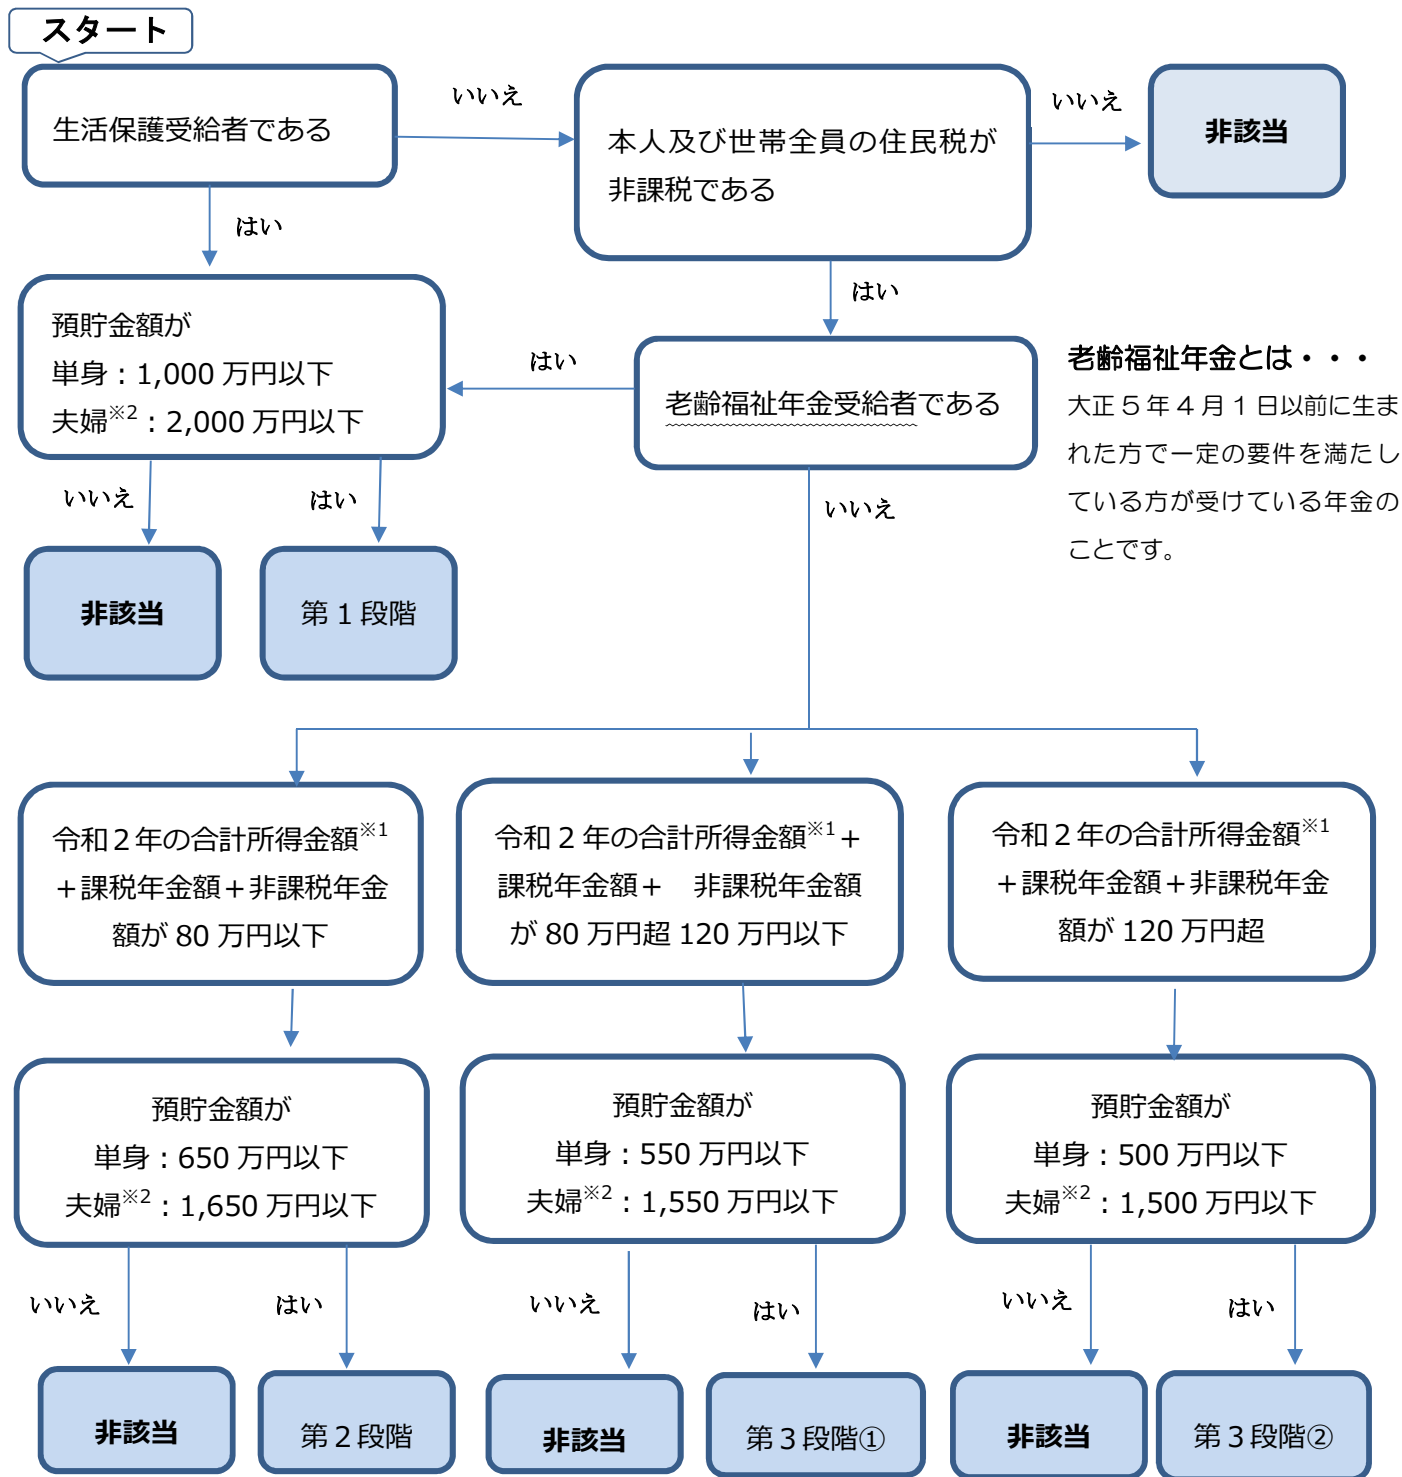 スタート
生活保護受給者である
いいえ
本人及び世帯全員の住民税が
非課税である
いいえ
非該当
はい
はい
預貯金額が
単身：1,000 万円以下
夫婦※2：2,000 万円以下
はい
老齢福祉年金受給者である
老齢福祉年金とは・・・
大正５年４月１日以前に生ま
れた方で一定の要件を満たし
ている方が受けている年金の
ことです。
いいえ
はい
いいえ
非該当
第１段階
令和２年の合計所得金額※1
＋課税年金額＋非課税年金
額が 80 万円以下
令和２年の合計所得金額※1＋
課税年金額＋　非課税年金額
が 80 万円超 120 万円以下
令和２年の合計所得金額※1
＋課税年金額＋非課税年金
額が 120 万円超
預貯金額が
単身：650 万円以下
夫婦※2：1,650 万円以下
預貯金額が
単身：550 万円以下
夫婦※2：1,550 万円以下
預貯金額が
単身：500 万円以下
夫婦※2：1,500 万円以下
いいえ
はい
いいえ
はい
いいえ
はい
非該当
第２段階
非該当
第３段階①
非該当
第３段階②